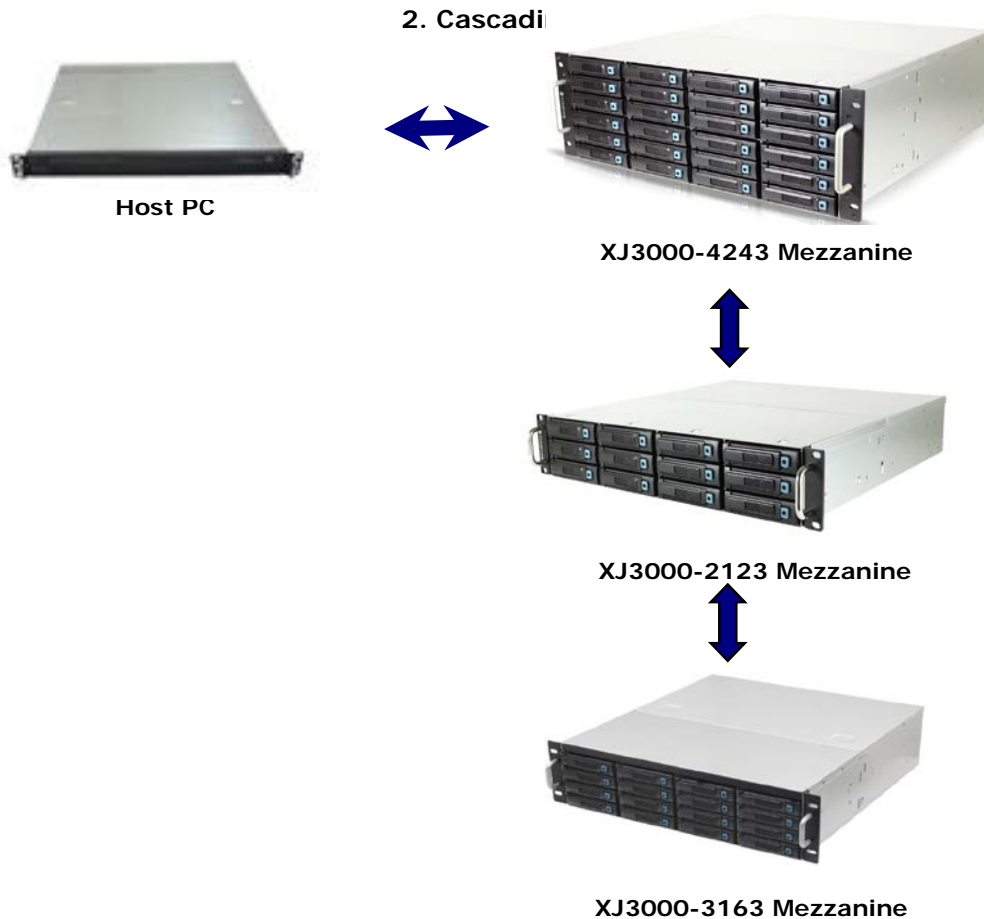 2. Cascadi
Host PC
XJ3000-4243 Mezzanine
XJ3000-2123 Mezzanine
XJ3000-3163 Mezzanine